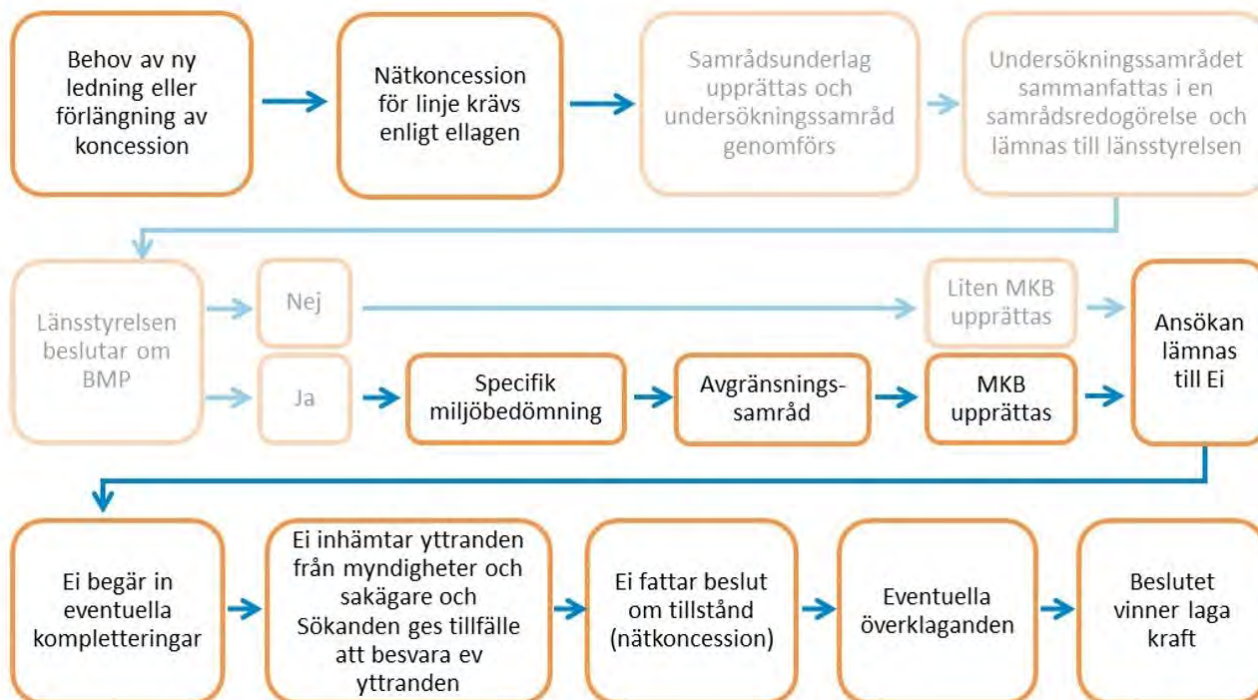 Behov av ny
ledning eller
förlängning av
koncession
Nätkoncession
för linje krävs
enligt ellagen
Samrådsunderlag
upprättas och
undersökningssamråd
genomförs
Undersökningssamrådet
sammanfattas i en
samrådsredogörelse och
lämnas till länsstyrelsen
Länsstyrelsen
beslutar om
BMP
Nej
Liten MKB
upprättas
Ja
Specifik
miljöbedömning
Avgränsnings-
samråd
MKB
upprättas
Ansökan
lämnas
till Ei
Ei begär in
eventuella
kompletteringar
Ei inhämtar yttranden
från myndigheter och
sakägare och
Sökanden ges tillfälle
att besvara ev
yttranden
Ei fattar beslut
om tillstånd
(nätkoncession)
Eventuella
överklaganden
Beslutet
vinner laga
kraft